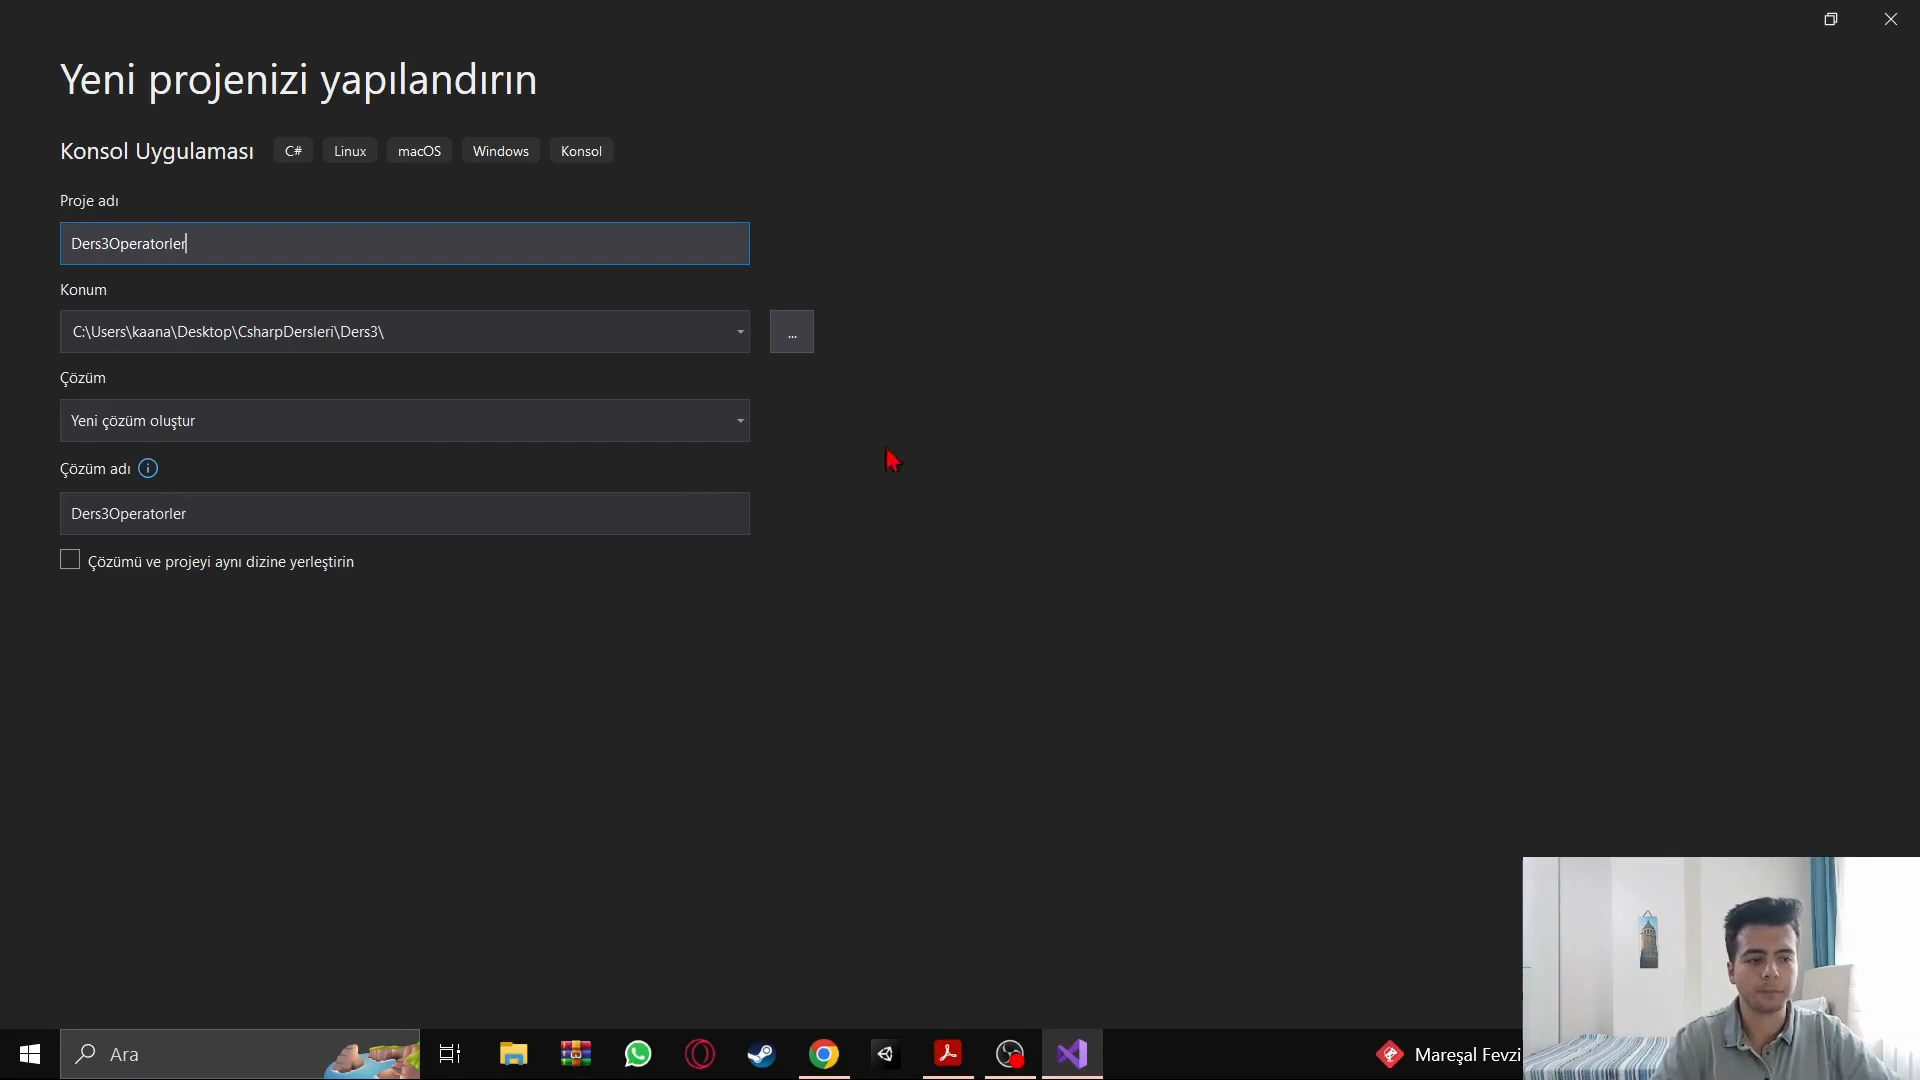 Yeni projenizi yapılandırın
Konsol Uygulaması C# Linux macOS Windows Konsol
Proje adı
Ders3Operatorler
Konum
C:\Users\kaana\Desktop\CsharpDersleri\Ders3\
...
Çözüm
Yeni çözüm oluştur
Çözüm adı
Ders3Operatorler
Çözümü ve projeyi aynı dizine yerleştirin
Ara
Mareşal Fevzi